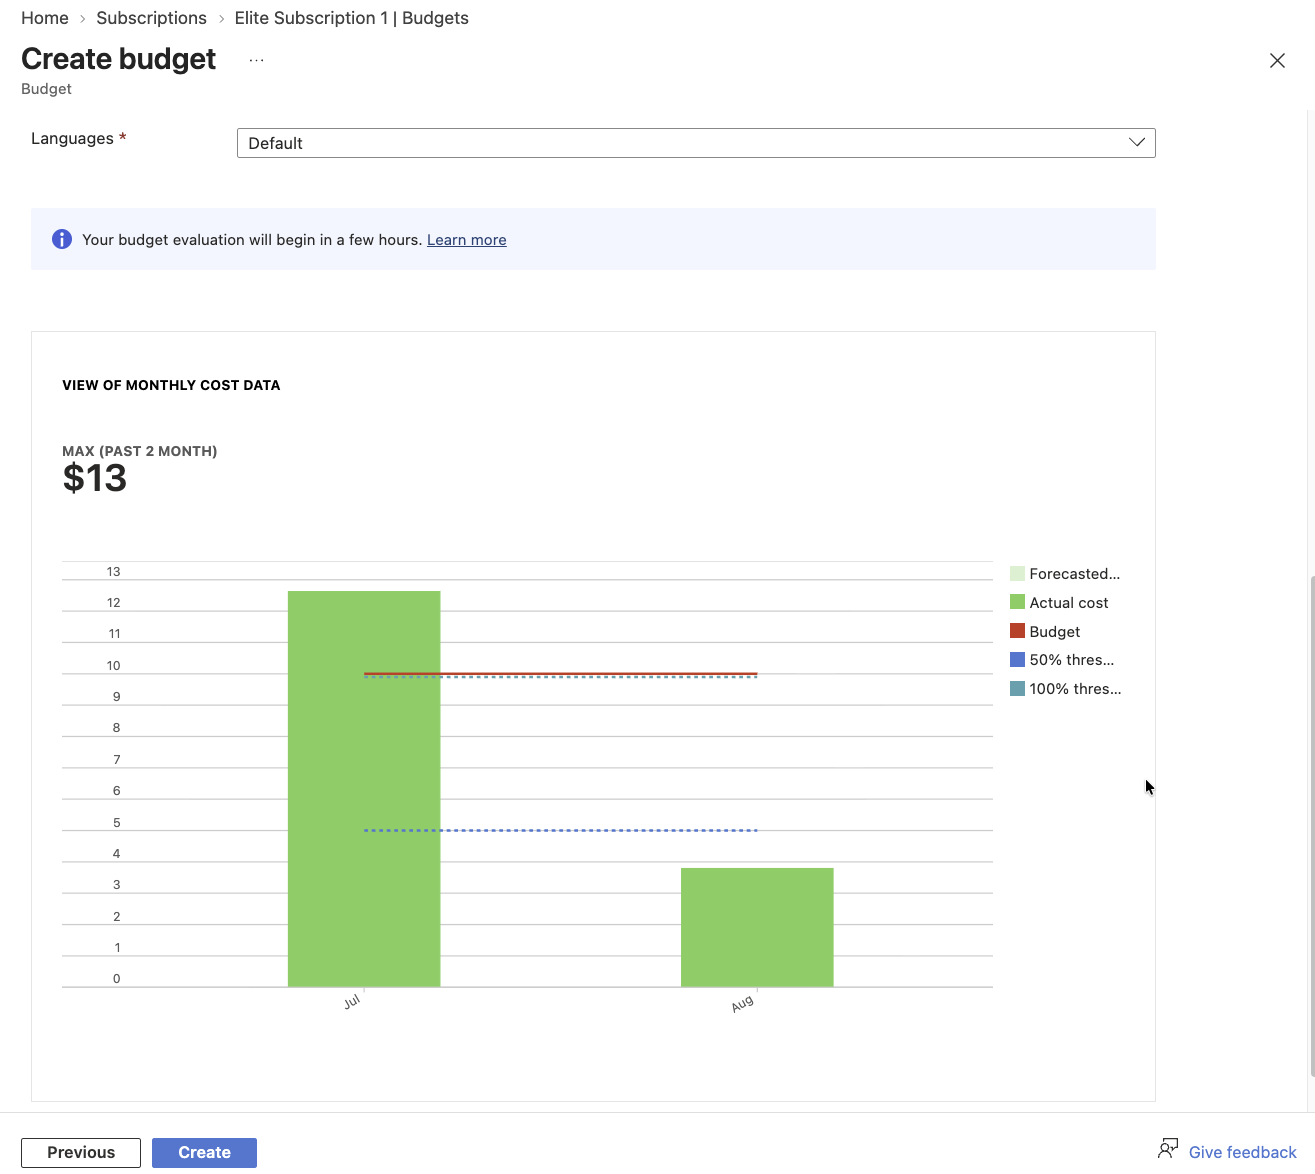 Home > Subscriptions > Elite Subscription 1 | Budgets
Create budget ...
Budget
Languages *
Default
Your budget evaluation will begin in a few hours. Learn more
VIEW OF MONTHLY COST DATA
MAX (PAST 2 MONTH)
$13
13
12
11
10
9
8
7
6
5
4
3
2
1
0
Jul
Aug
Forecasted...
Actual cost
Budget
50% thres...
100% thres...
Previous
Create
Give feedback